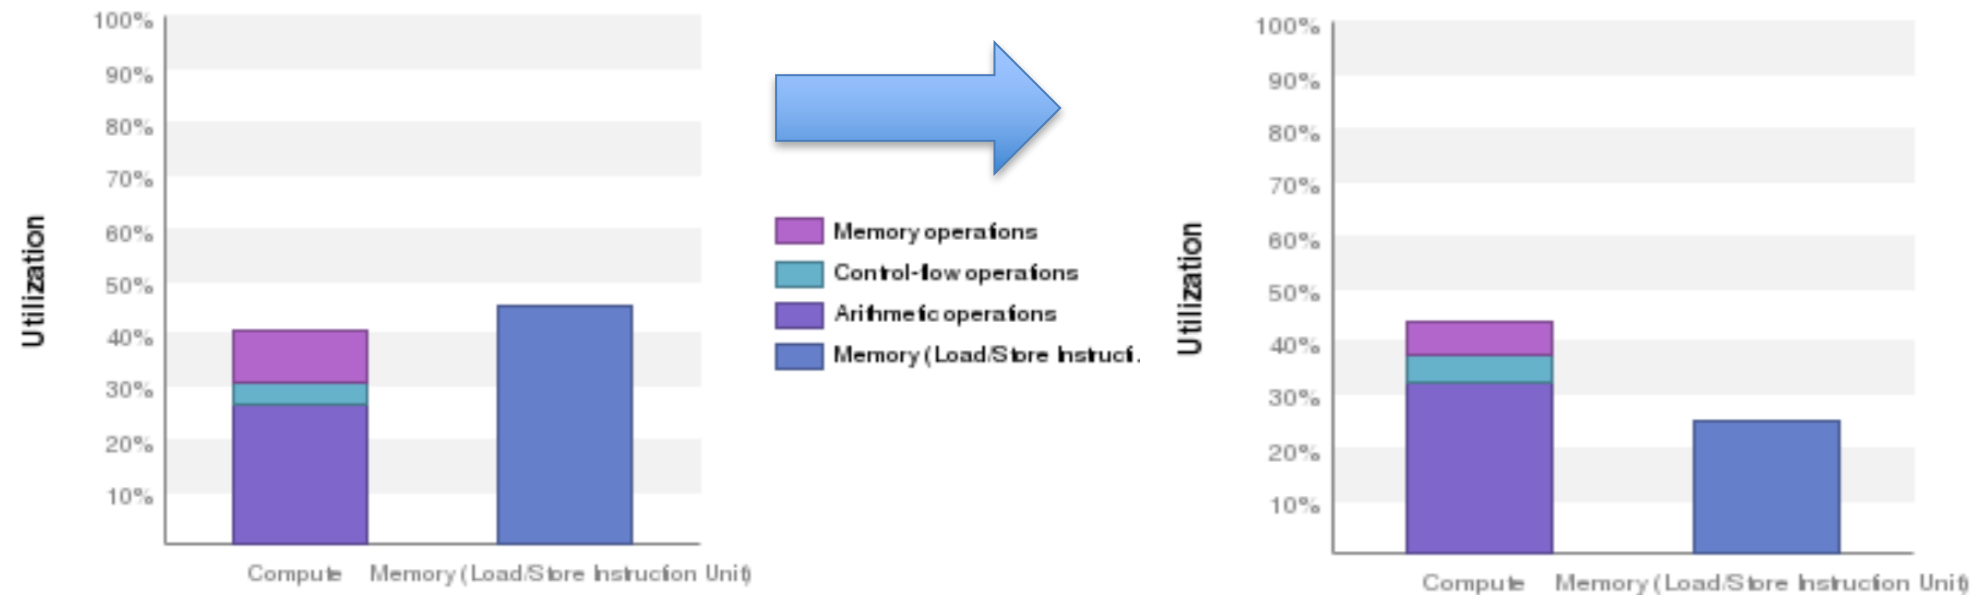 100%
90%
80%
70%
60%
50%
40%
30%
20%
10%
Utilization
Compute
Memory (Load/Store Instruction Unit)
Memory operations
Control-flow operations
Arithmetic operations
Memory (Load/Store Instructi.
100%
90%
80%
70%
60%
50%
40%
30%
20%
10%
Utilization
Compute
Memory (Load/Store Instruction Unit)